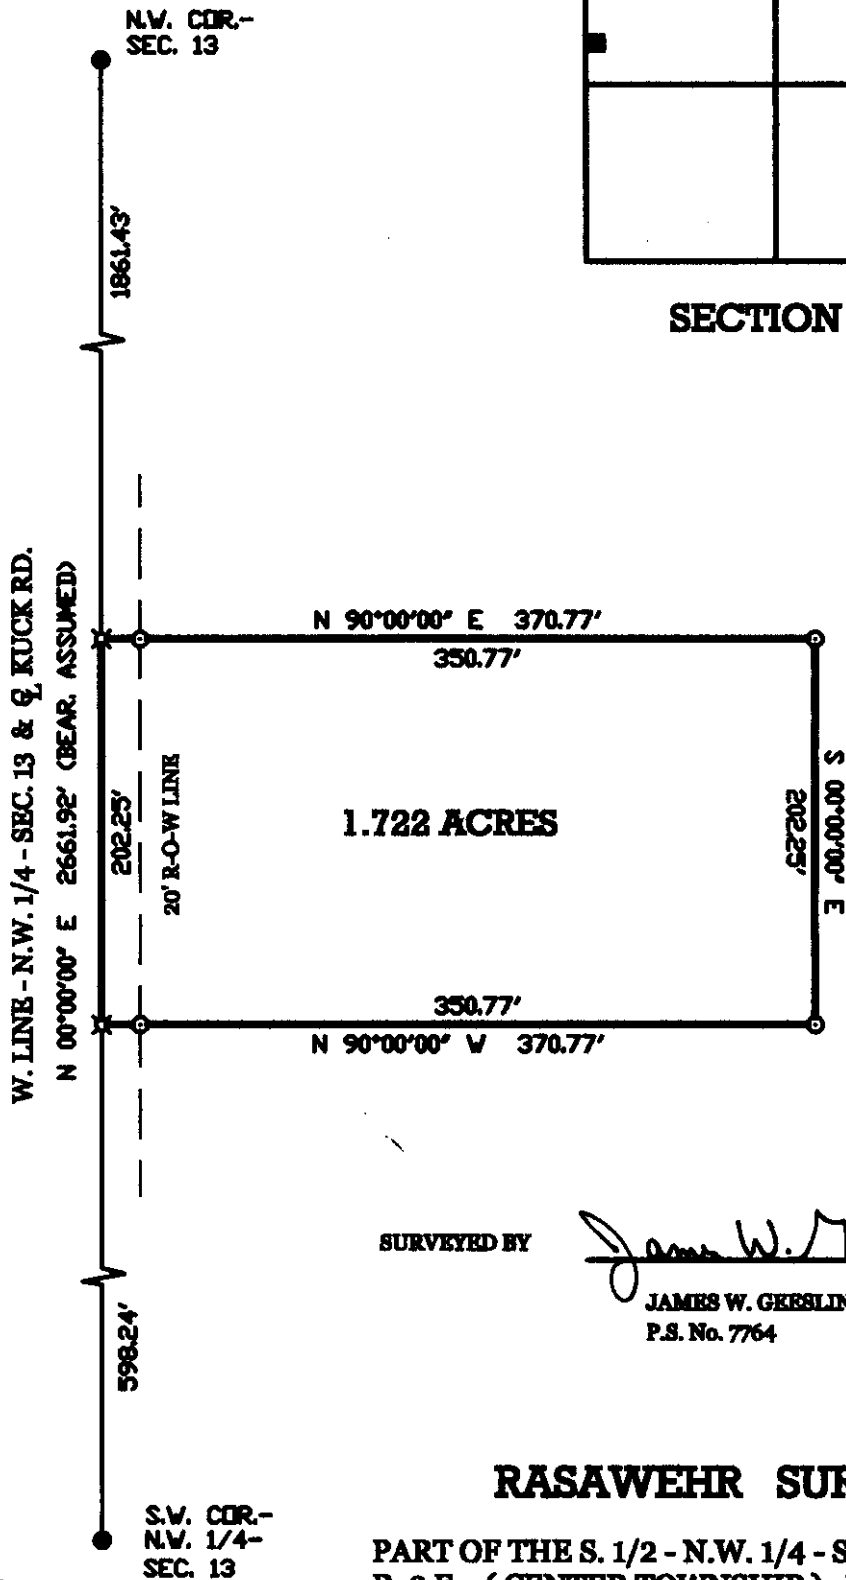 N.W. COR.-
SEC. 13
1861.43'
SECTION
W. LINE - N.W. 1/4 - SEC. 13 & ℄ KUCK RD.
N 00°00'00" E 2661.92' (BEAR. ASSUMED)
N 90°00'00" E 370.77'
350.77'
202.25'
20' R-O-W LINE
1.722 ACRES
S 00°00'00" E
202.25'
350.77'
N 90°00'00" W 370.77'
SURVEYED BY
James W.
JAMES W. GEESLIN
P.S. No. 7764
598.24'
RASAWEHR SUR
S.W. COR.-
N.W. 1/4-
SEC. 13
PART OF THE S. 1/2 - N.W. 1/4 - S
(CENTER TOWNSHIP)